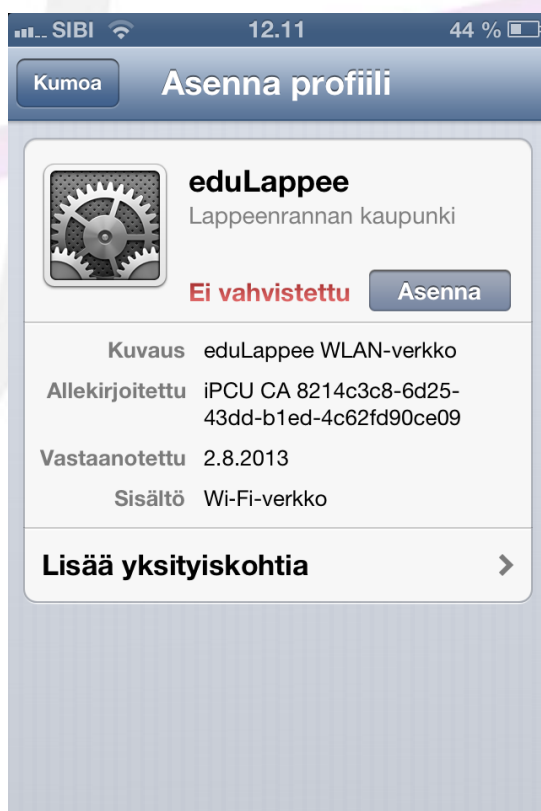 SIBI 12.11 44 %
Kumoa Asenna profiili
eduLappee
Lappeenrannan kaupunki
Ei vahvistettu Asenna
Kuvaus eduLappee WLAN-verkko
Allekirjoitettu iPCU CA 8214c3c8-6d25-
43dd-b1ed-4c62fd90ce09
Vastaanotettu 2.8.2013
Sisältö Wi-Fi-verkko
Lisää yksityiskohtia